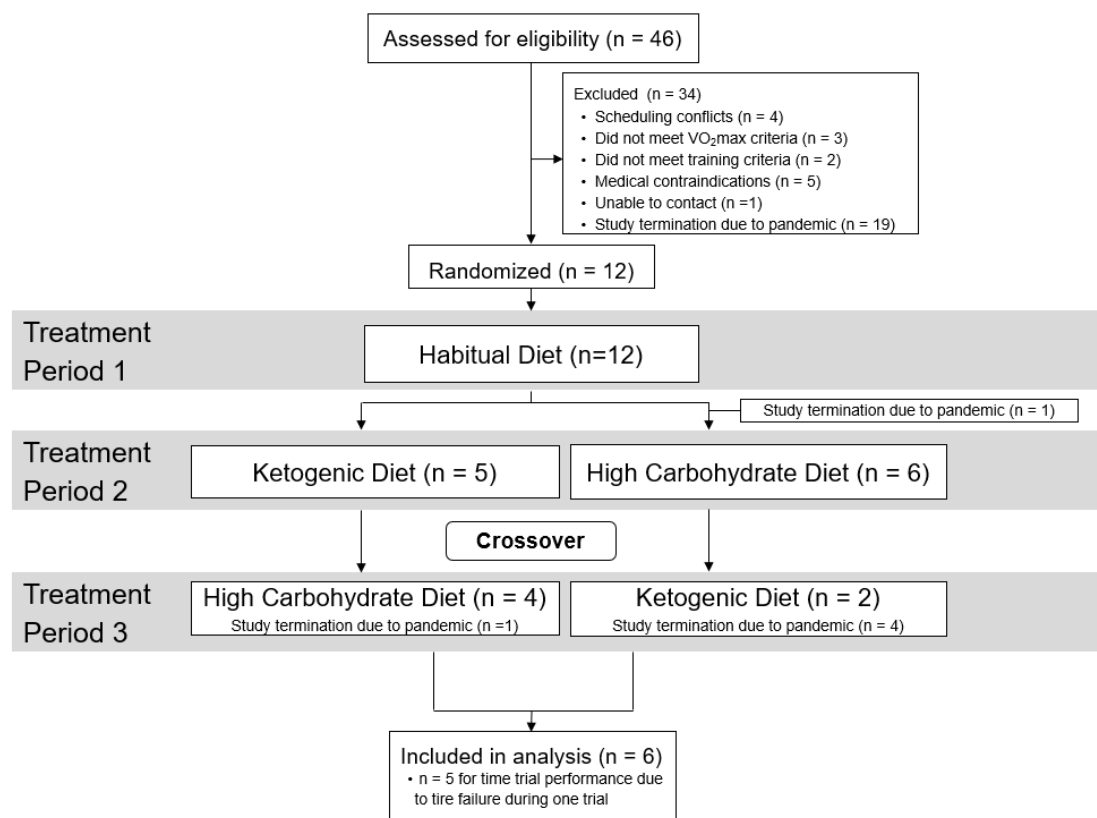 Assessed for eligibility (n = 46)
Excluded  (n = 34)
• Scheduling conflicts (n = 4)
• Did not meet VO₂max criteria (n = 3)
• Did not meet training criteria (n = 2)
• Medical contraindications (n = 5)
• Unable to contact (n =1)
• Study termination due to pandemic (n = 19)
Randomized (n = 12)
Treatment
Period 1
Habitual Diet (n=12)
Study termination due to pandemic (n = 1)
Treatment
Period 2
Ketogenic Diet (n = 5)
High Carbohydrate Diet (n = 6)
Crossover
Treatment
Period 3
High Carbohydrate Diet (n = 4)
Study termination due to pandemic (n =1)
Ketogenic Diet (n = 2)
Study termination due to pandemic (n = 4)
Included in analysis (n = 6)
• n = 5 for time trial performance due
to tire failure during one trial